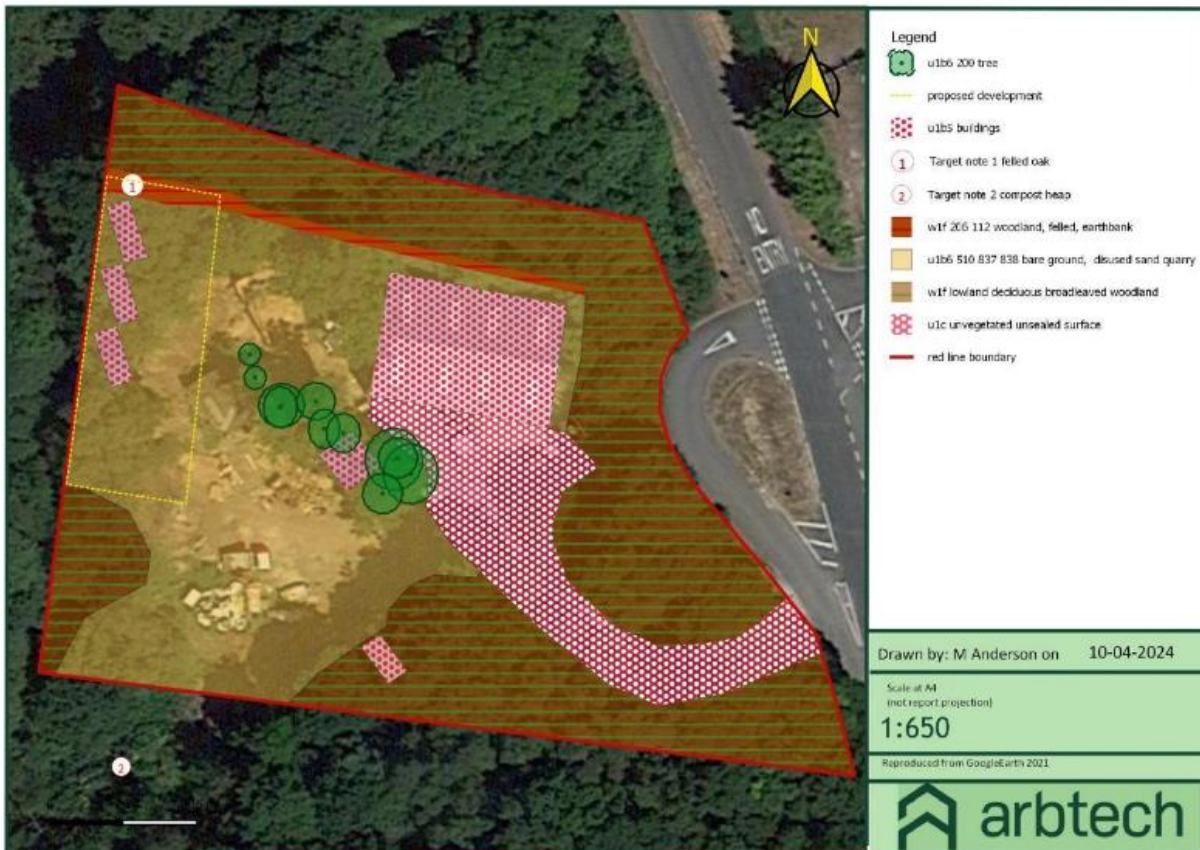 N
1
2
Legend
u1b6 200 tree
proposed development
u1b5 buildings
1 Target note 1 felled oak
2 Target note 2 compost heap
w1f 206 112 woodland, felled, earthbank
u1b6 510 837 838 bare ground, disused sand quarry
w1f lowland deciduous broadleaved woodland
u1c unvegetated unsealed surface
red line boundary
Drawn by: M Anderson on 10-04-2024
Scale at A4
(not report projection)
1:650
Reproduced from GoogleEarth 2021
arbtech